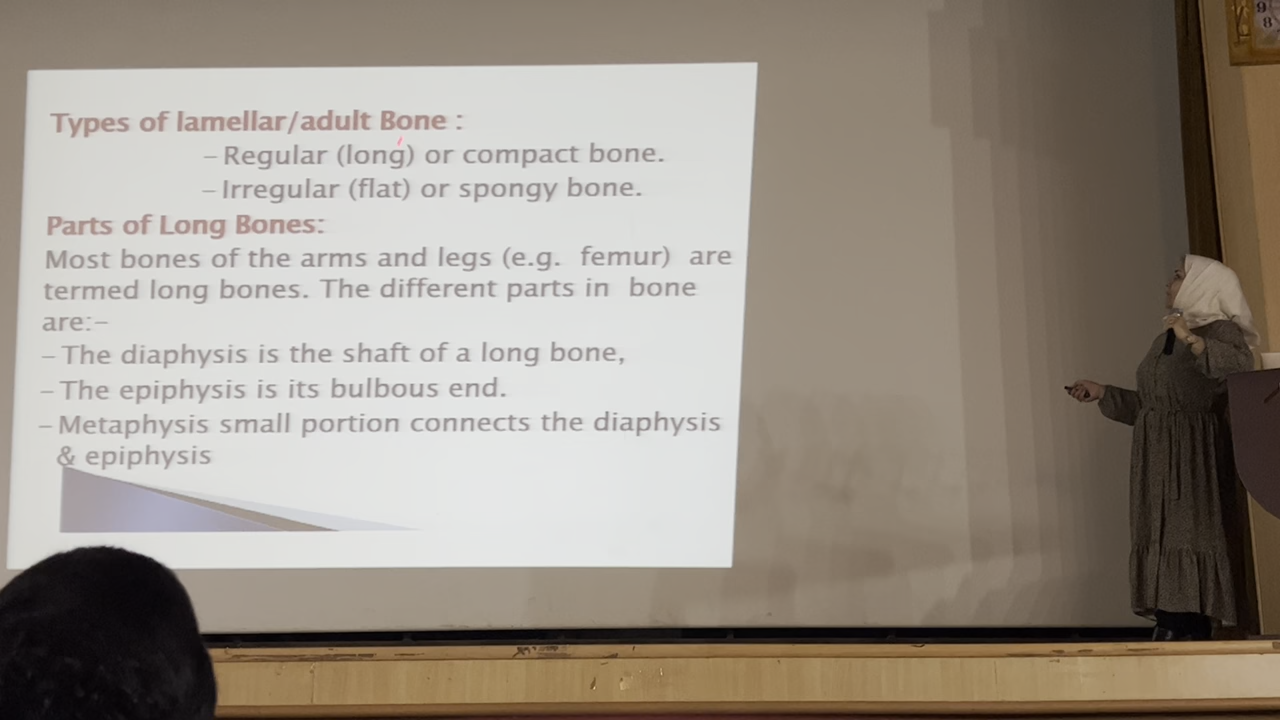 Types of lamellar/adult Bone :
– Regular (long) or compact bone.
– Irregular (flat) or spongy bone.
Parts of Long Bones:
Most bones of the arms and legs (e.g. femur) are
termed long bones. The different parts in bone
are:–
– The diaphysis is the shaft of a long bone,
– The epiphysis is its bulbous end.
– Metaphysis small portion connects the diaphysis
& epiphysis
9
8